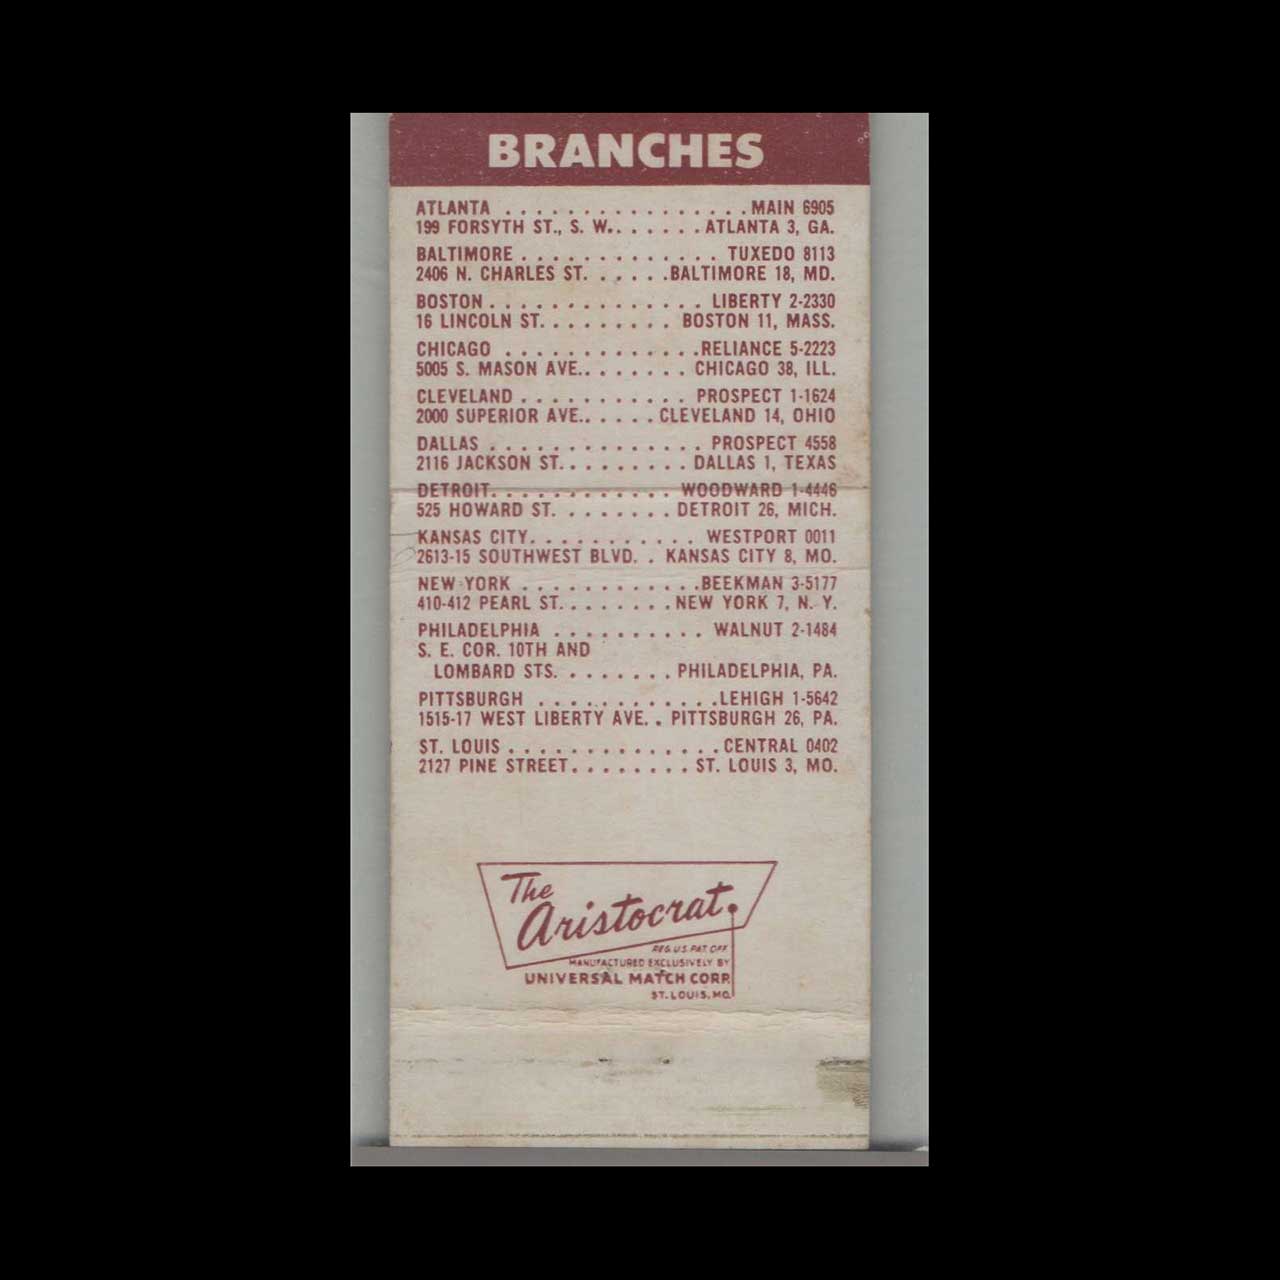 BRANCHES
ATLANTA . . . . . . . . . . . . . . . . MAIN 6905
199 FORSYTH ST., S. W. . . . . . . ATLANTA 3, GA.
BALTIMORE . . . . . . . . . . . . . TUXEDO 8113
2406 N. CHARLES ST. . . . . . .BALTIMORE 18, MD.
BOSTON . . . . . . . . . . . . . . LIBERTY 2-2330
16 LINCOLN ST. . . . . . . . . BOSTON 11, MASS.
CHICAGO . . . . . . . . . . . . .RELIANCE 5-2223
5005 S. MASON AVE. . . . . . . . CHICAGO 38, ILL.
CLEVELAND . . . . . . . . . . . PROSPECT 1-1624
2000 SUPERIOR AVE. . . . . . CLEVELAND 14, OHIO
DALLAS . . . . . . . . . . . . . . PROSPECT 4558
2116 JACKSON ST. . . . . . . . . DALLAS 1, TEXAS
DETROIT. . . . . . . . . . . . WOODWARD 1-4446
525 HOWARD ST. . . . . . . . DETROIT 26, MICH.
KANSAS CITY. . . . . . . . . . . WESTPORT 0011
2613-15 SOUTHWEST BLVD. . KANSAS CITY 8, MO.
NEW YORK . . . . . . . . . . . .BEEKMAN 3-5177
410-412 PEARL ST. . . . . . . . NEW YORK 7, N. Y.
PHILADELPHIA . . . . . . . . . . WALNUT 2-1484
S. E. COR. 10TH AND
LOMBARD STS. . . . . . . . PHILADELPHIA, PA.
PITTSBURGH . . . . . . . . . . . .LEHIGH 1-5642
1515-17 WEST LIBERTY AVE. . PITTSBURGH 26, PA.
ST. LOUIS . . . . . . . . . . . . . . CENTRAL 0402
2127 PINE STREET. . . . . . . . ST. LOUIS 3, MO.
The
Aristocrat.
REG. U.S. PAT. OFF.
MANUFACTURED EXCLUSIVELY BY
UNIVERSAL MATCH CORP.
ST. LOUIS, MO.